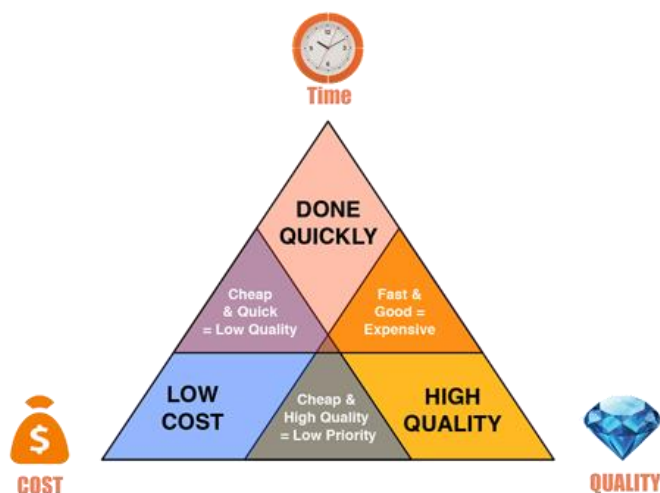 Time
DONE
QUICKLY
Cheap
& Quick
= Low Quality
Fast &
Good =
Expensive
LOW
COST
Cheap &
High Quality
= Low Priority
HIGH
QUALITY
$
COST
QUALITY